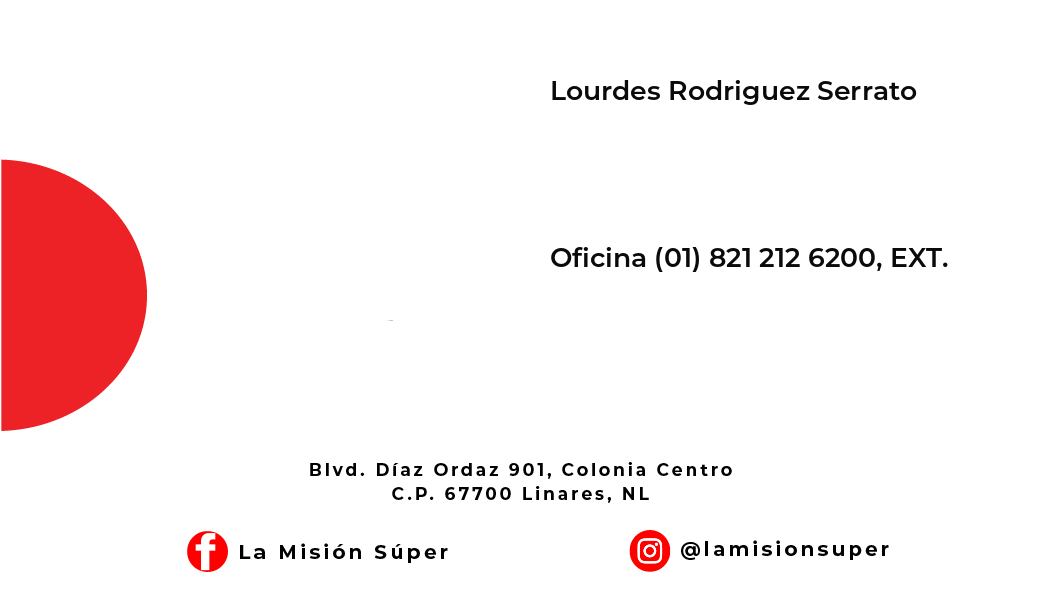 Lourdes Rodriguez Serrato
Oficina (01) 821 212 6200, EXT.
Blvd. Díaz Ordaz 901, Colonia Centro
C.P. 67700 Linares, NL
La Misión Súper
@lamisionsuper